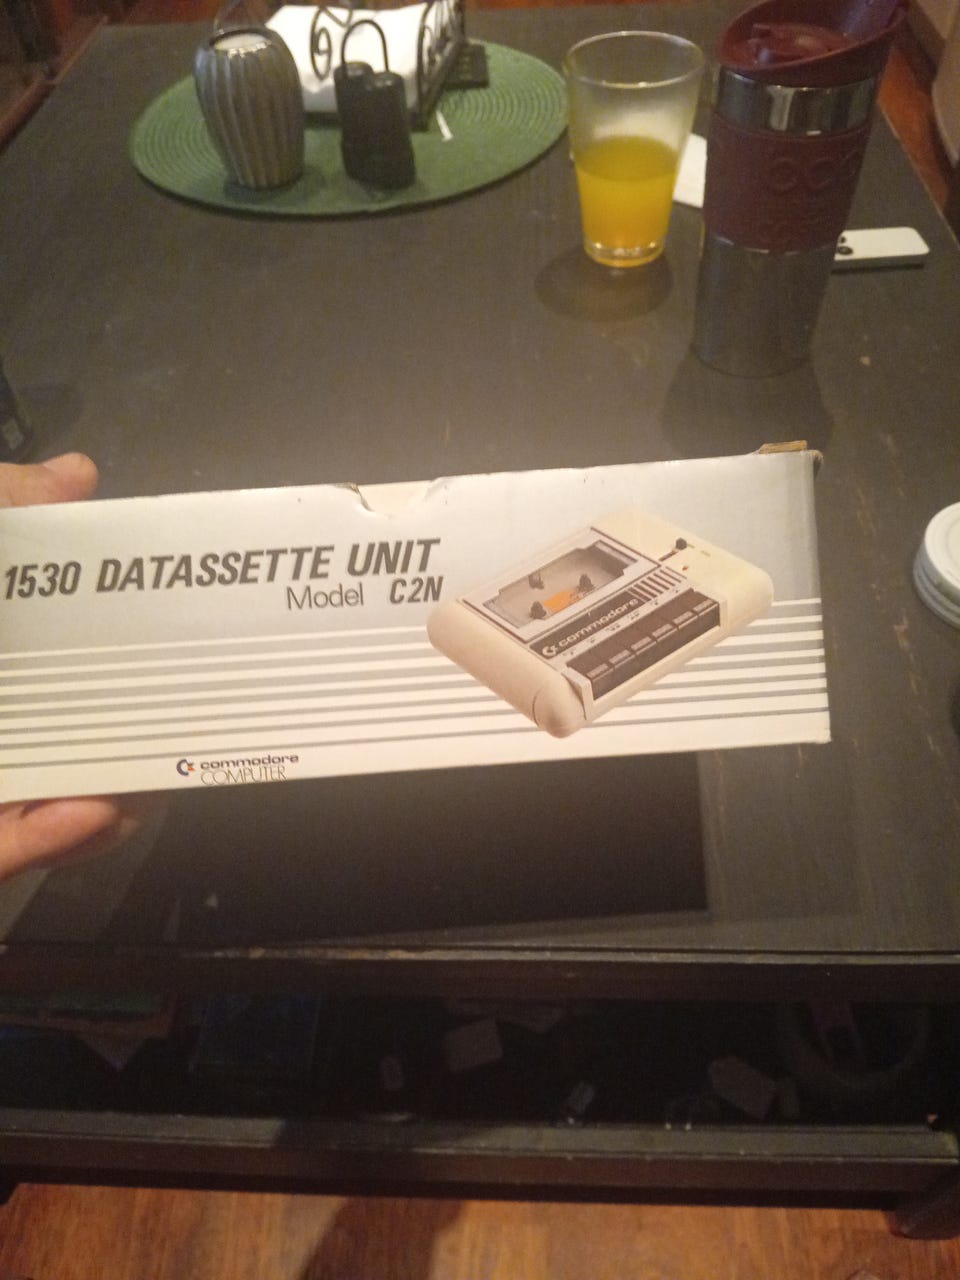 1530 DATASSETTE UNIT
Model C2N
commodore
commodore
COMPUTER